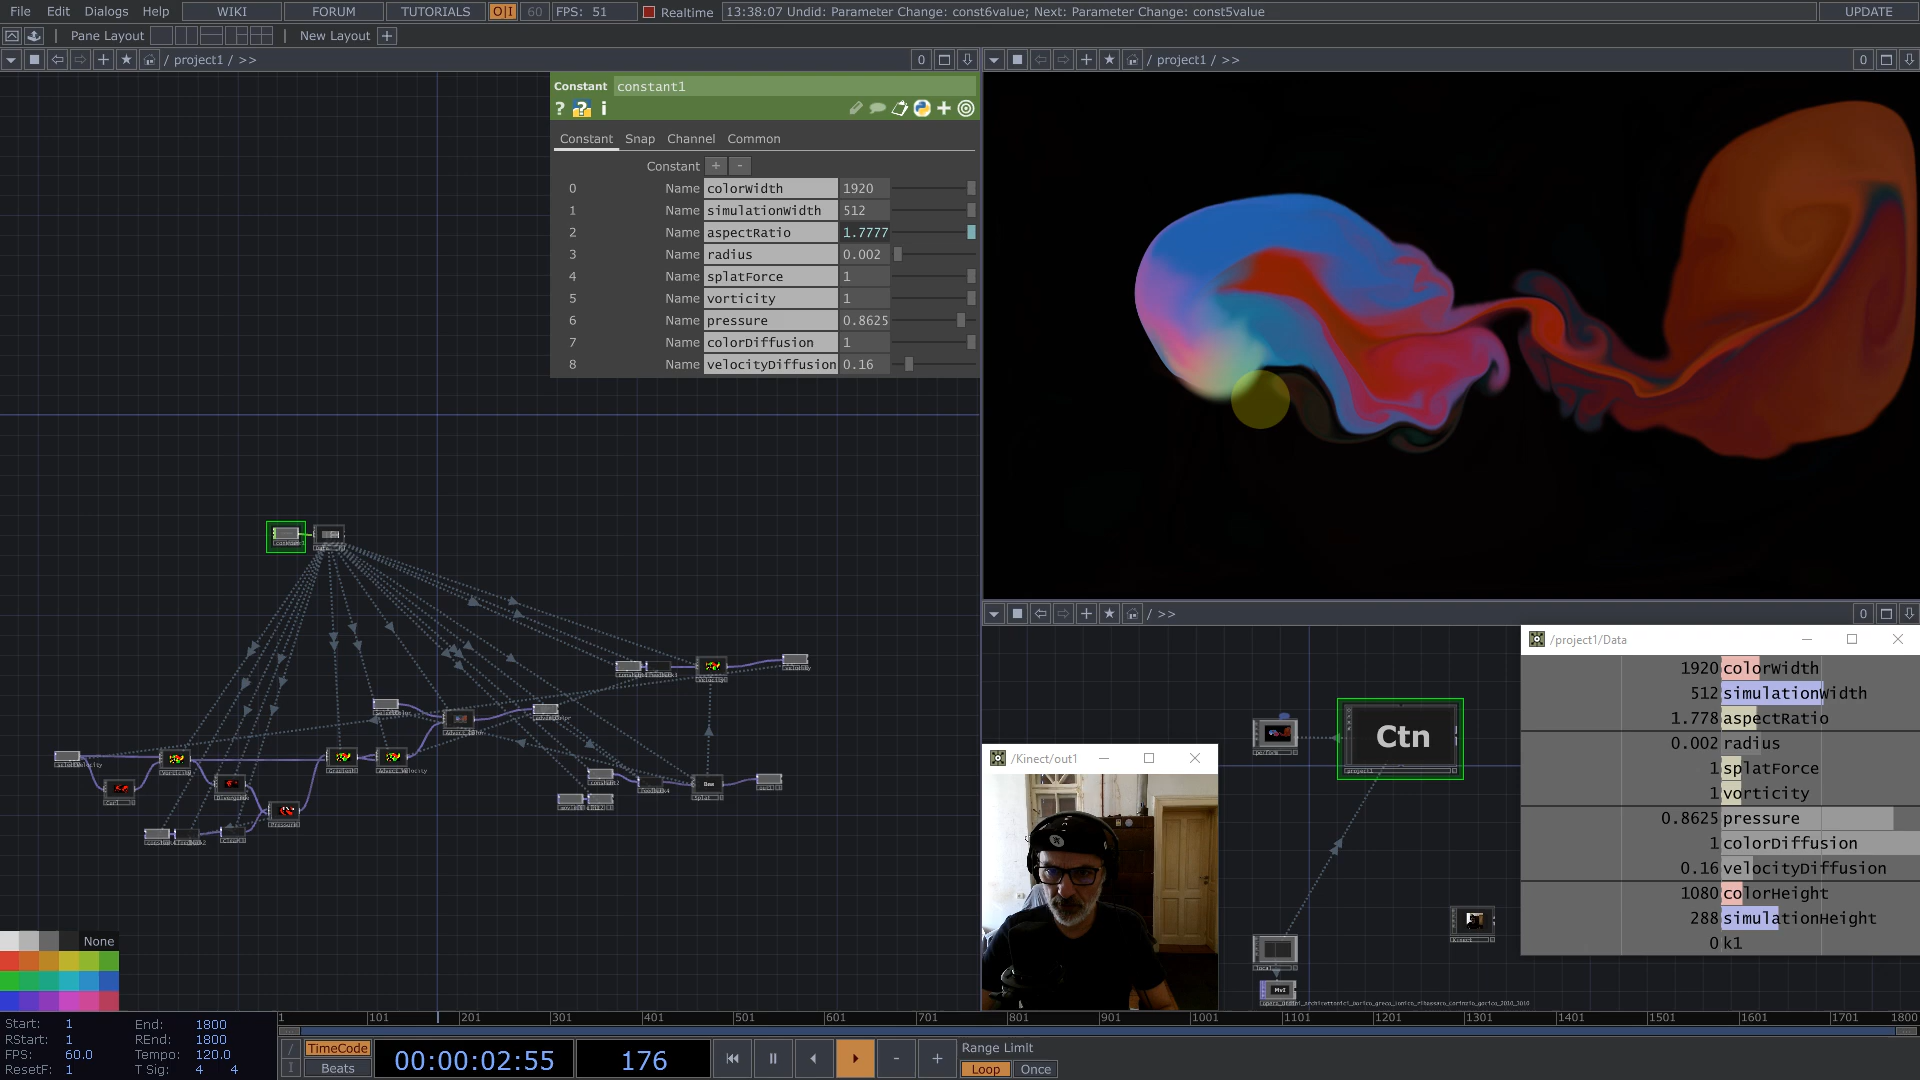 File Edit Dialogs Help WIKI FORUM TUTORIALS O|I 60 FPS: 51 Realtime 13:38:07 Undid: Parameter Change: const6value; Next: Parameter Change: const5value UPDATE
Pane Layout New Layout +
/ project1 / >> 0
/ project1 / >> 0
Constant constant1
? ? i
Constant Snap Channel Common
Constant + -
0 Name colorWidth 1920
1 Name simulationWidth 512
2 Name aspectRatio 1.7777
3 Name radius 0.002
4 Name splatForce 1
5 Name vorticity 1
6 Name pressure 0.8625
7 Name colorDiffusion 1
8 Name velocityDiffusion 0.16
/ >> 0
/project1/Data
1920 colorWidth
512 simulationWidth
1.778 aspectRatio
0.002 radius
1 splatForce
1 vorticity
0.8625 pressure
1 colorDiffusion
0.16 velocityDiffusion
1080 colorHeight
288 simulationHeight
0 k1
Ctn
project1
/Kinect/out1
None
1 101 201 301 401 501 601 701 801 901 1001 1101 1201 1301 1401 1501 1601 1701 1800
Start: 1 End: 1800
RStart: 1 REnd: 1800
FPS: 60.0 Tempo: 120.0
ResetF: 1 T Sig: 4 4
TimeCode
Beats
00:00:02:55 176
- +
Range Limit
Loop Once